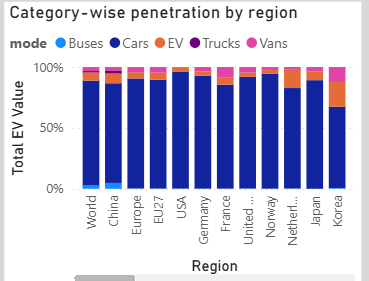 Category-wise penetration by region
mode Buses Cars EV Trucks Vans
100%
50%
0%
Total EV Value
World
China
Europe
EU27
USA
Germany
France
United ...
Norway
Netherl...
Japan
Korea
Region